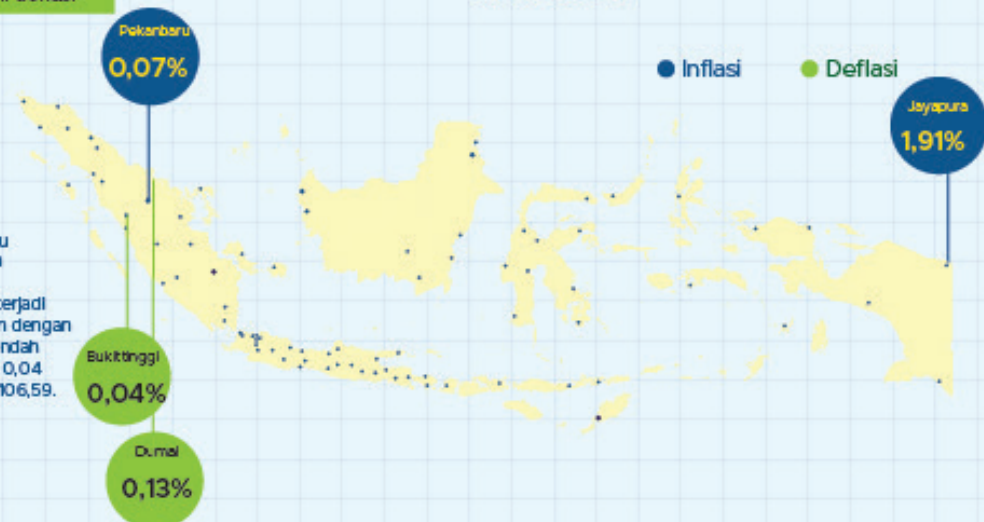 Pekanbaru
0,07%
Inflasi
Deflasi
Jayapura
1,91%
terjadi
dengan
0,04
106,59.
Bukittinggi
0,04%
Dumai
0,13%